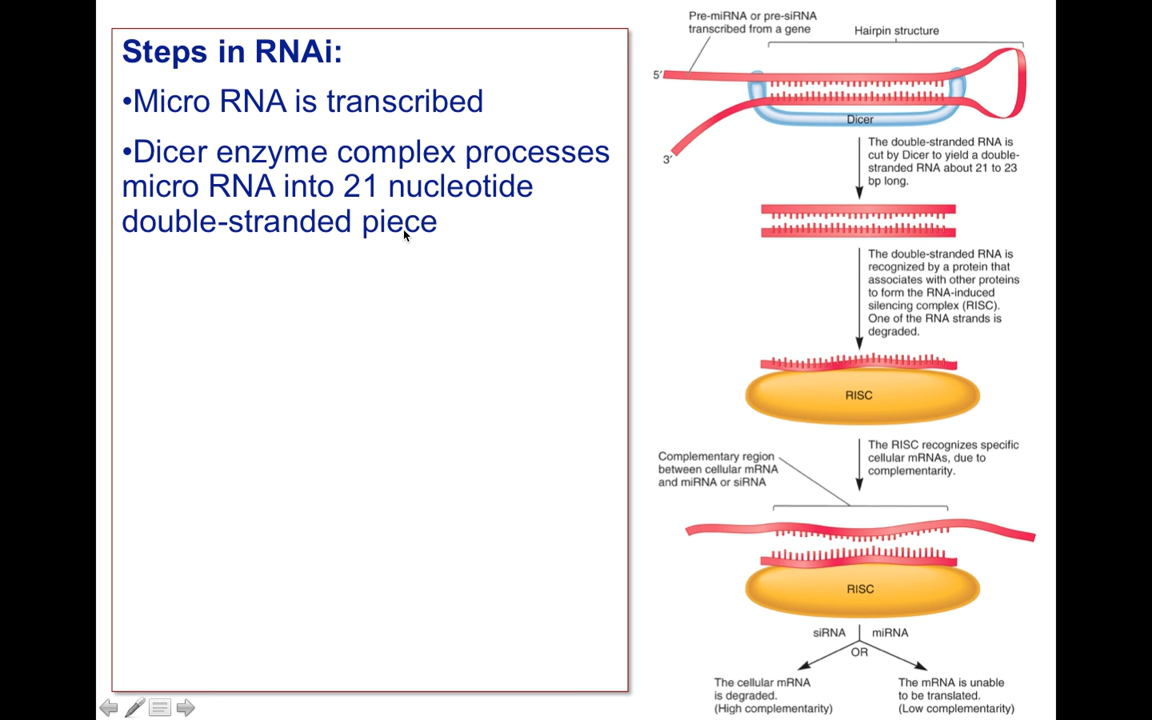 Steps in RNAi:
•Micro RNA is transcribed
•Dicer enzyme complex processes
micro RNA into 21 nucleotide
double-stranded piece
Pre-miRNA or pre-siRNA
transcribed from a gene
Hairpin structure
5′
3′
Dicer
The double-stranded RNA is
cut by Dicer to yield a double-
stranded RNA about 21 to 23
bp long.
The double-stranded RNA is
recognized by a protein that
associates with other proteins
to form the RNA-induced
silencing complex (RISC).
One of the RNA strands is
degraded.
RISC
The RISC recognizes specific
cellular mRNAs, due to
complementarity.
Complementary region
between cellular mRNA
and miRNA or siRNA
RISC
siRNA
miRNA
OR
The cellular mRNA
is degraded.
(High complementarity)
The mRNA is unable
to be translated.
(Low complementarity)